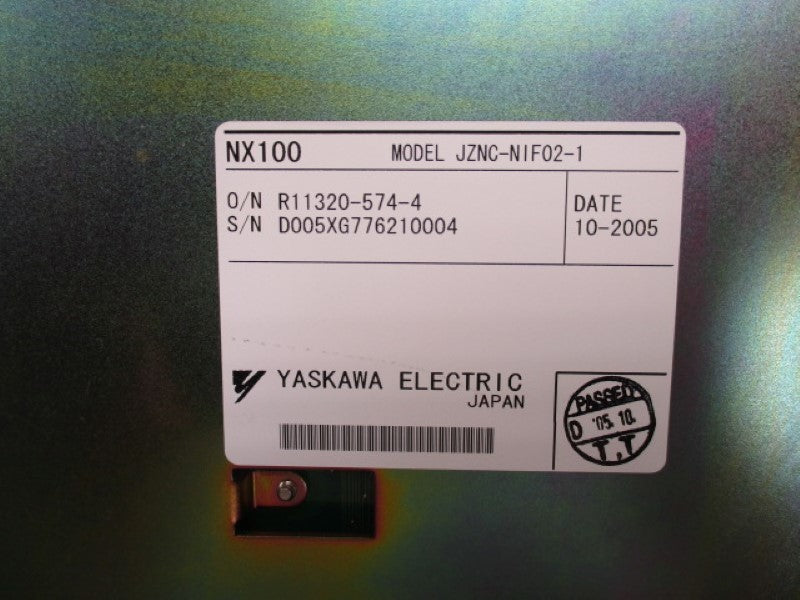 NX100 MODEL JZNC-NIF02-1
O/N R11320-574-4
S/N D005XG776210004
DATE
10-2005
YASKAWA ELECTRIC
JAPAN
PASSED
D '05.10.
T.T